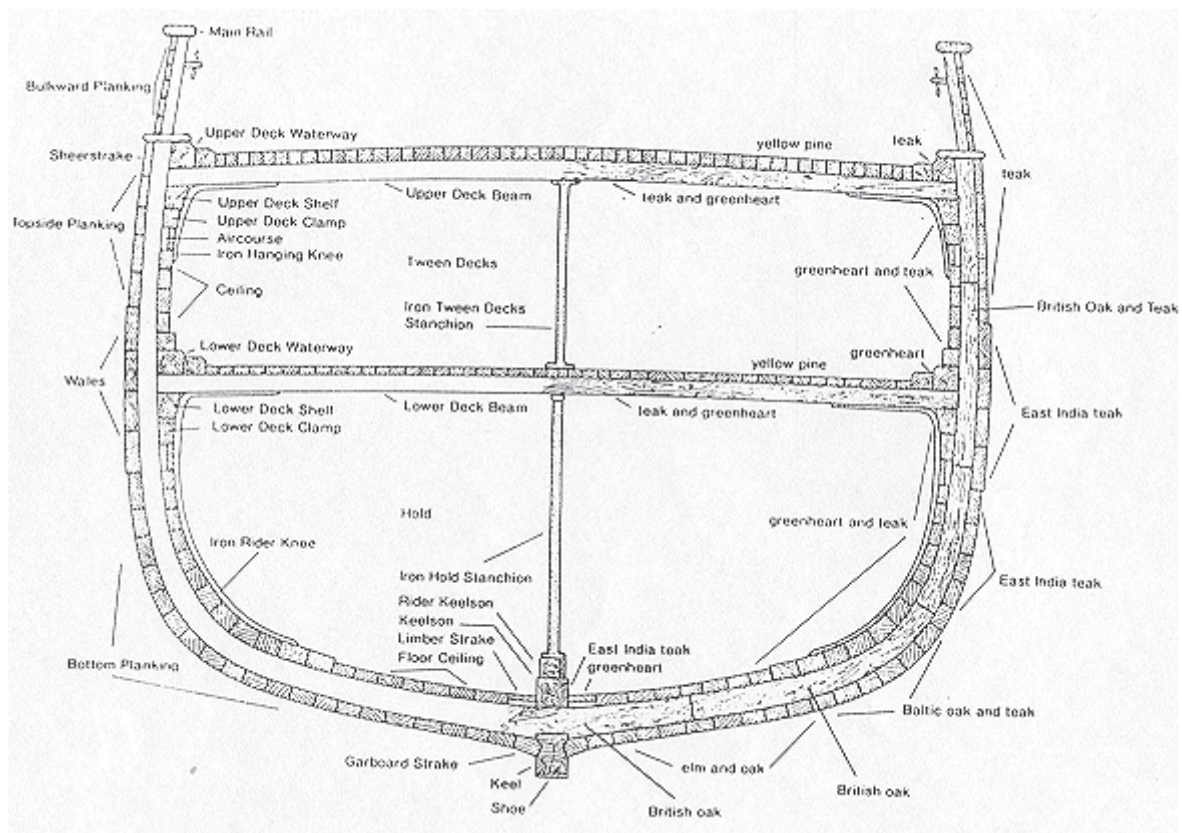 Main Rail
Bulkward Planking
Upper Deck Waterway
yellow pine
leak
Sheerstrake
teak
Upper Deck Beam
leak and greenheart
Upper Deck Shelf
Topside Planking
Upper Deck Clamp
Aircourse
Iron Hanging Knee
Tween Decks
greenheart and teak
Ceiling
Iron Tween Decks
Stanchion
British Oak and Teak
Lower Deck Waterway
greenheart
yellow pine
Wales
Lower Deck Shell
Lower Deck Beam
leak and greenheart
East India teak
Lower Deck Clamp
Hold
greenheart and leak
Iron Rider Knee
Iron Hold Stanchion
East India teak
Rider Keelson
Keelson
Limber Strake
Floor Ceiling
East India teak
greenheart
Bottom Planking
Baltic oak and teak
Garboard Strake
elm and oak
Keel
British oak
Shoe
British oak